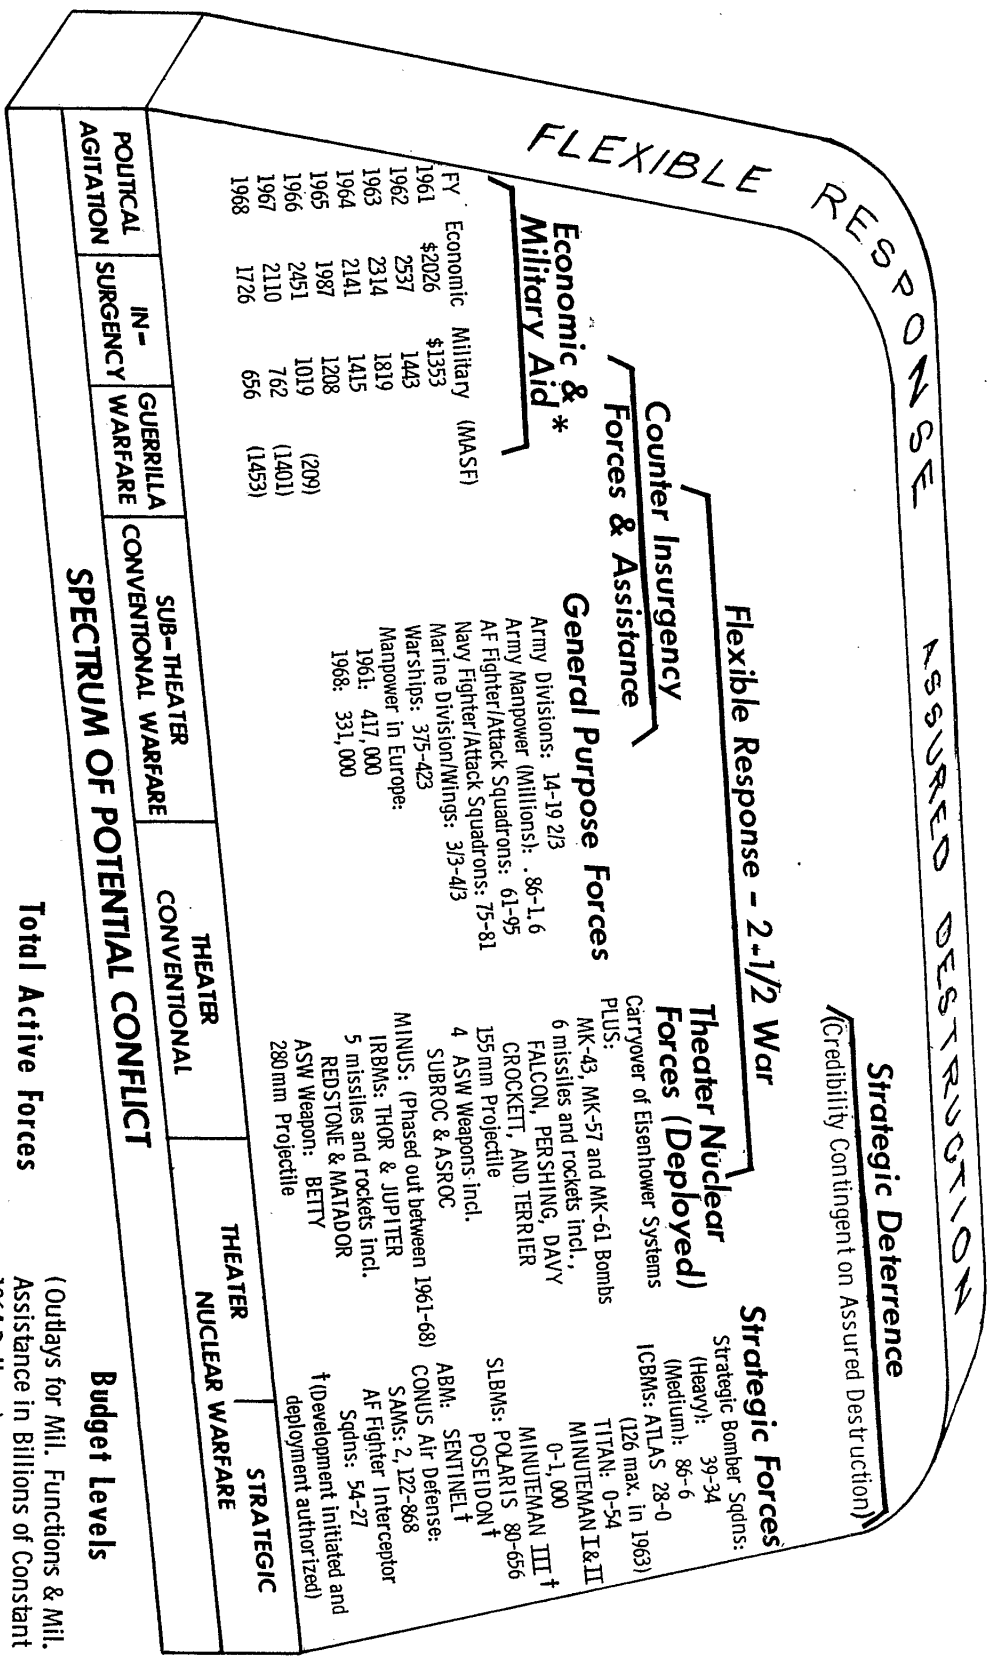 FLEXIBLE RESPONSE ASSURED DESTRUCTION
Strategic Deterrence
(Credibility Contingent on Assured Destruction)
Flexible Response - 2-1/2 War
Counter Insurgency
Forces & Assistance
Economic &
Military Aid*
FY Economic Military (MASF)
1961 $2026 $1353
1962 2537 1443
1963 2314 1819
1964 2141 1415
1965 1987 1208
1966 2451 1019 (209)
1967 2110 762 (1401)
1968 1726 656 (1453)
General Purpose Forces
Army Divisions: 14-19 2/3
Army Manpower (Millions): .86-1.6
AF Fighter/Attack Squadrons: 61-95
Navy Fighter/Attack Squadrons: 75-81
Marine Division/Wings: 3/3-4/3
Warships: 375-423
Manpower in Europe:
1961: 417,000
1968: 331,000
Theater Nuclear
Forces (Deployed)
Carryover of Eisenhower Systems
PLUS:
MK-43, MK-57 and MK-61 Bombs
6 missiles and rockets incl.,
FALCON, PERSHING, DAVY
CROCKETT, AND TERRIER
155mm Projectile
4 ASW Weapons incl.
SUBROC & ASROC
MINUS: (Phased out between 1961-68)
IRBMs: THOR & JUPITER
5 missiles and rockets incl.
REDSTONE & MATADOR
ASW Weapon: BETTY
280mm Projectile
Strategic Forces
Strategic Bomber Sqdns:
(Heavy): 39-34
(Medium): 86-6
ICBMs: ATLAS 28-0
(126 max. in 1963)
TITAN: 0-54
MINUTEMAN I&II
0-1,000
MINUTEMAN III †
SLBMs: POLARIS 80-656
POSEIDON †
ABM: SENTINEL †
CONUS Air Defense:
SAMs: 2,122-868
AF Fighter Interceptor
Sqdns: 54-27
†(Development initiated and
deployment authorized)
POLITICAL
AGITATION
IN-
SURGENCY
GUERRILLA
WARFARE
SUB-THEATER
CONVENTIONAL WARFARE
THEATER
CONVENTIONAL
THEATER
STRATEGIC
NUCLEAR WARFARE
SPECTRUM OF POTENTIAL CONFLICT
Total Active Forces
Budget Levels
(Outlays for Mil. Functions & Mil.
Assistance in Billions of Constant